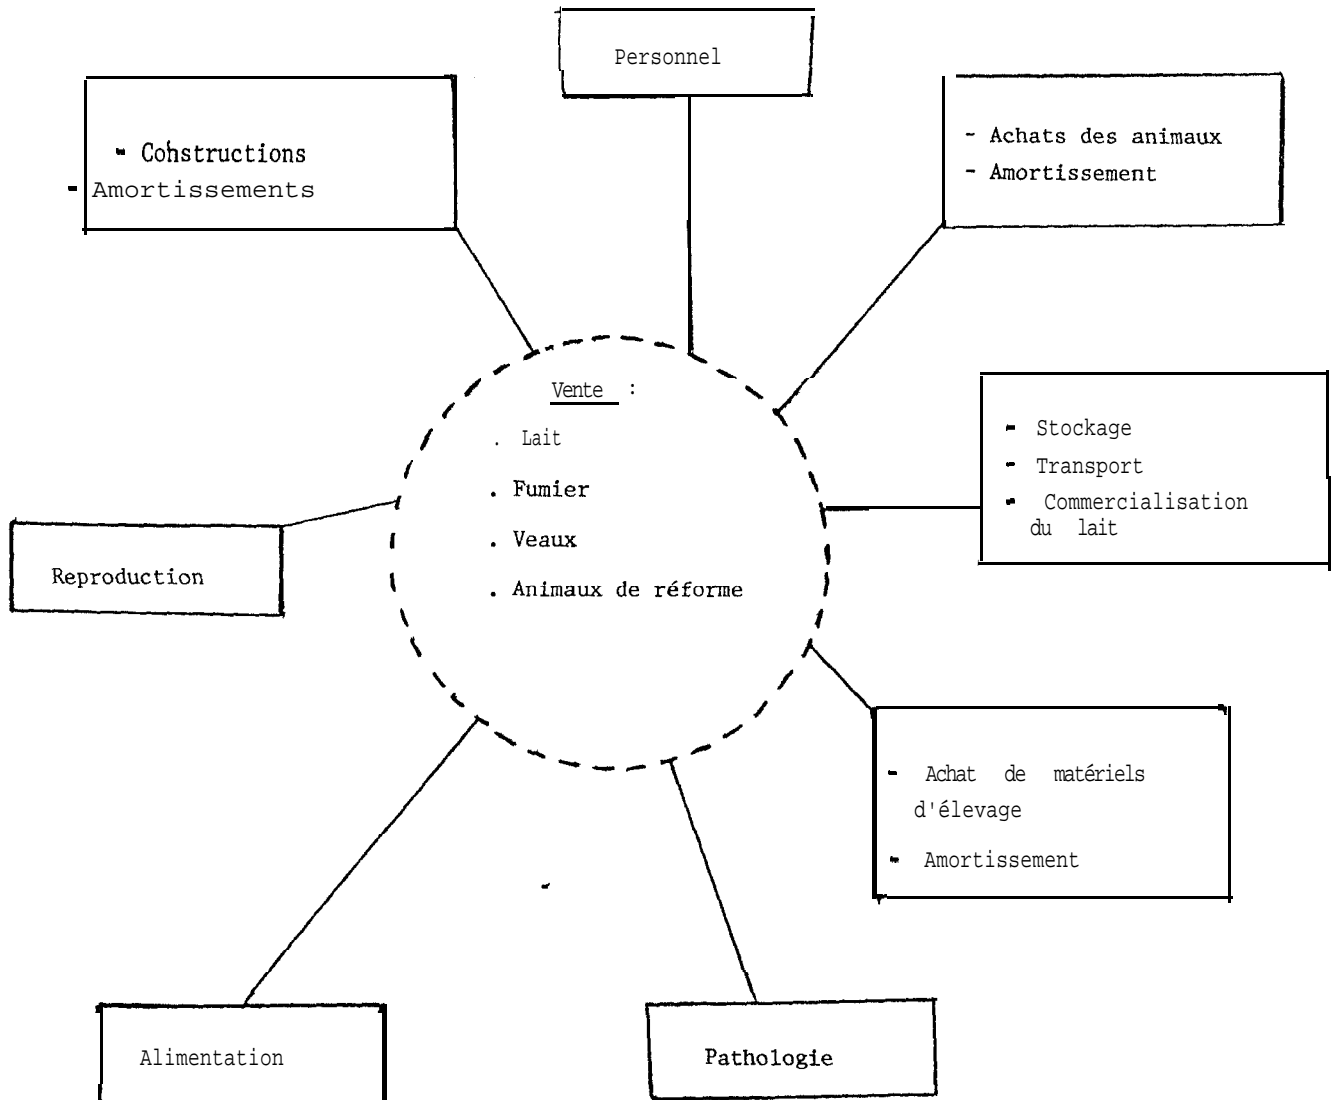 Personnel
- Constructions
- Amortissements
- Achats des animaux
- Amortissement
Vente :
. Lait
. Fumier
. Veaux
. Animaux de réforme
- Stockage
- Transport
- Commercialisation
du lait
Reproduction
- Achat de matériels
d'élevage
- Amortissement
Alimentation
Pathologie